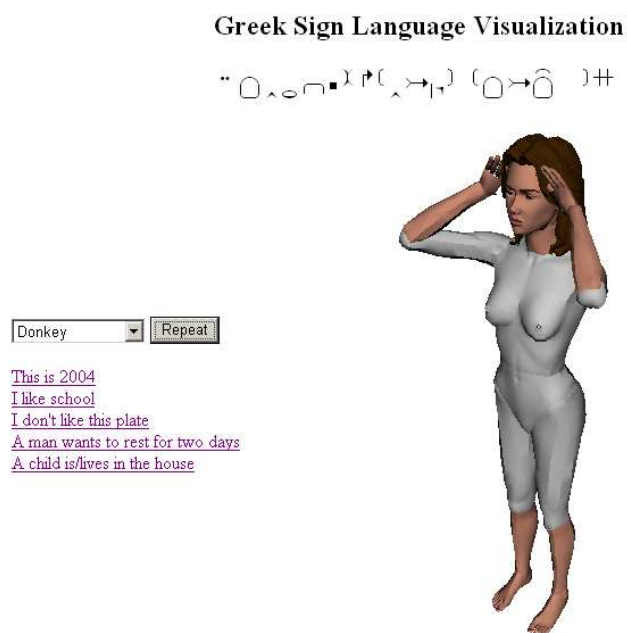 Greek Sign Language Visualization
Donkey Repeat
This is 2004
I like school
I don't like this plate
A man wants to rest for two days
A child is/lives in the house